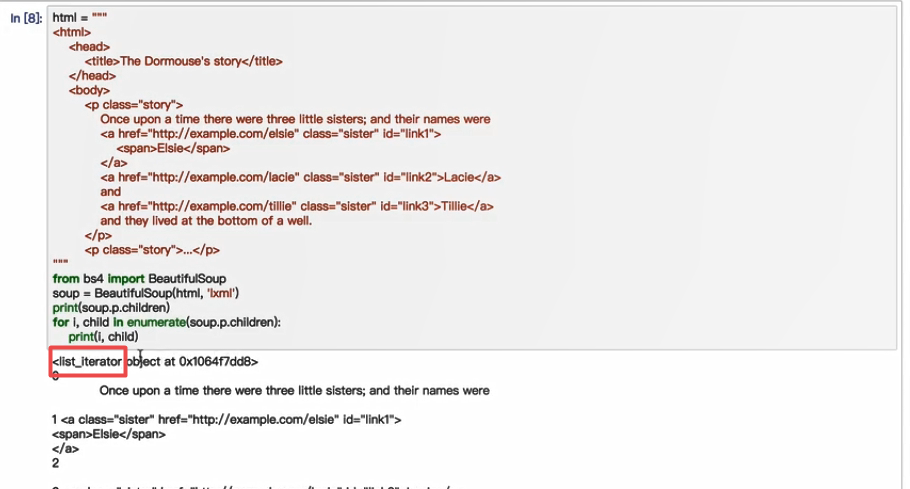 In [8]: html = """
<html>
<head>
<title>The Dormouse's story</title>
</head>
<body>
<p class="story">
Once upon a time there were three little sisters; and their names were
<a href="http://example.com/elsie" class="sister" id="link1">
<span>Elsie</span>
</a>
<a href="http://example.com/lacie" class="sister" id="link2">Lacie</a>
and
<a href="http://example.com/tillie" class="sister" id="link3">Tillie</a>
and they lived at the bottom of a well.
</p>
<p class="story">...</p>
"""
from bs4 import BeautifulSoup
soup = BeautifulSoup(html, 'lxml')
print(soup.p.children)
for i, child in enumerate(soup.p.children):
print(i, child)
<list_iterator object at 0x1064f7dd8>
0
Once upon a time there were three little sisters; and their names were
1 <a class="sister" href="http://example.com/elsie" id="link1">
<span>Elsie</span>
</a>
2